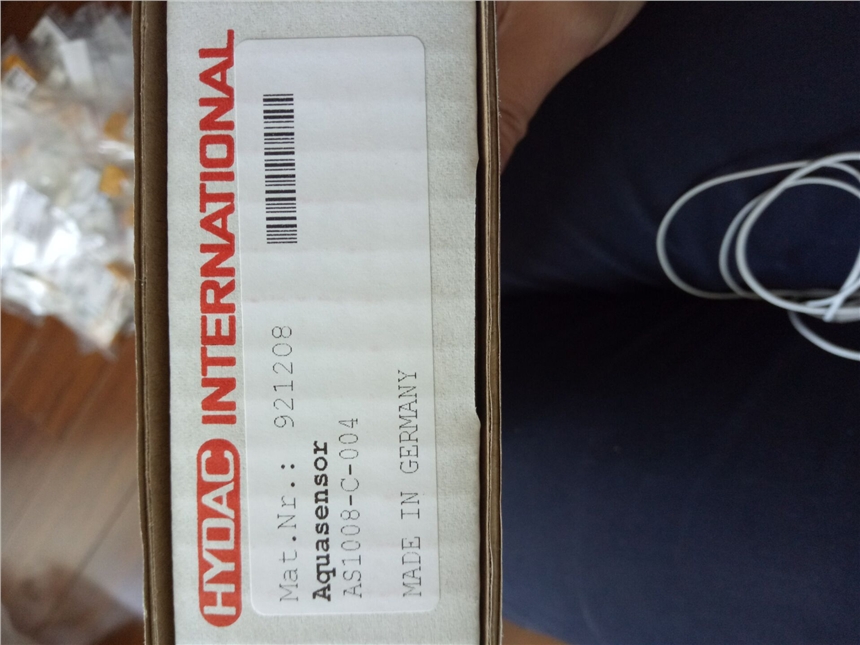 HYDAC INTERNATIONAL
Mat.Nr.: 921208
Aquasensor
AS1008-C-004
MADE IN GERMANY